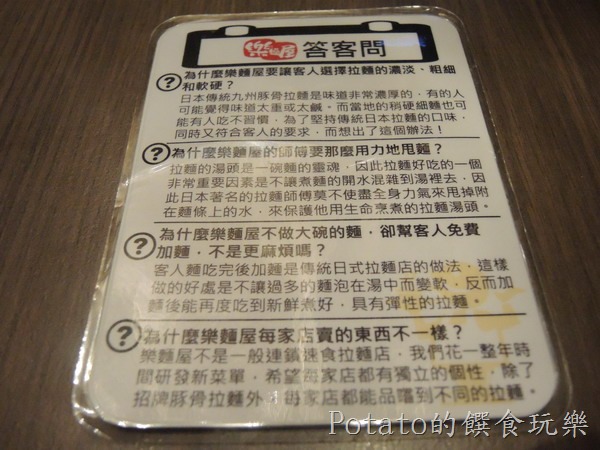 樂麵屋 答客問
? 為什麼樂麵屋要讓客人選擇拉麵的濃淡、粗細
和軟硬?
日本傳統九州豚骨拉麵是味道非常濃厚的,有的人
可能覺得味道太重或太鹹。而當地的稍硬細麵也可
能有人吃不習慣,為了堅持傳統日本拉麵的口味,
同時又符合客人的要求,而想出了這個辦法!
? 為什麼樂麵屋的師傅要那麼用力地甩麵?
拉麵的湯頭是一碗麵的靈魂,因此拉麵好吃的一個
非常重要因素是不讓煮麵的開水混雜到湯裡去,因
此日本著名的拉麵師傅莫不使盡全身力氣來甩掉附
在麵條上的水,來保護他用生命烹煮的拉麵湯頭。
? 為什麼樂麵屋不做大碗的麵,卻幫客人免費
加麵,不是更麻煩嗎?
客人麵吃完後加麵是傳統日式拉麵店的做法,這樣
做的好處是不讓過多的麵泡在湯中而變軟,反而加
麵後能再度吃到新鮮煮好,具有彈性的拉麵。
? 為什麼樂麵屋每家店賣的東西不一樣?
樂麵屋不是一般連鎖速食拉麵店,我們花一整年時
間研發新菜單,希望每家店都有獨立的個性,除了
招牌豚骨拉麵外,每家店都能品嚐到不同的拉麵。
Potato的饌食玩樂